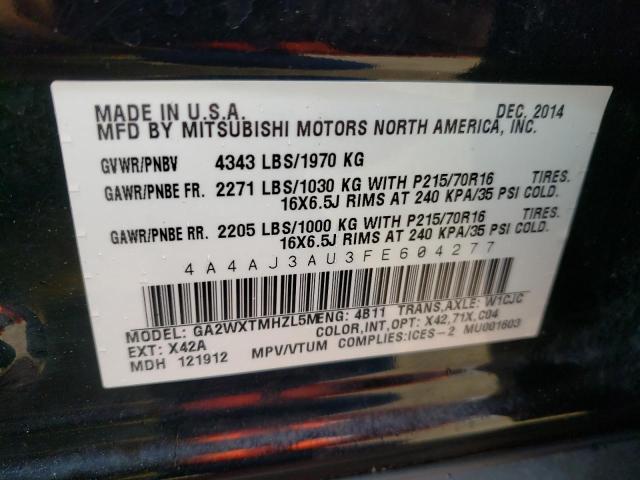 MADE IN U.S.A. DEC. 2014
MFD BY MITSUBISHI MOTORS NORTH AMERICA, INC.
GVWR/PNBV 4343 LBS/1970 KG
GAWR/PNBE FR. 2271 LBS/1030 KG WITH P215/70R16 TIRES.
16X6.5J RIMS AT 240 KPA/35 PSI COLD.
GAWR/PNBE RR. 2205 LBS/1000 KG WITH P215/70R16 TIRES.
16X6.5J RIMS AT 240 KPA/35 PSI COLD.
4A4AJ3AU3FE604277
MODEL: GA2WXTMHZL5MENG: 4B11 TRANS,AXLE: W1CJC
EXT: X42A COLOR,INT,OPT: X42,71X,C04
MDH 121912 MPV/VTUM COMPLIES:ICES-2 MU001603